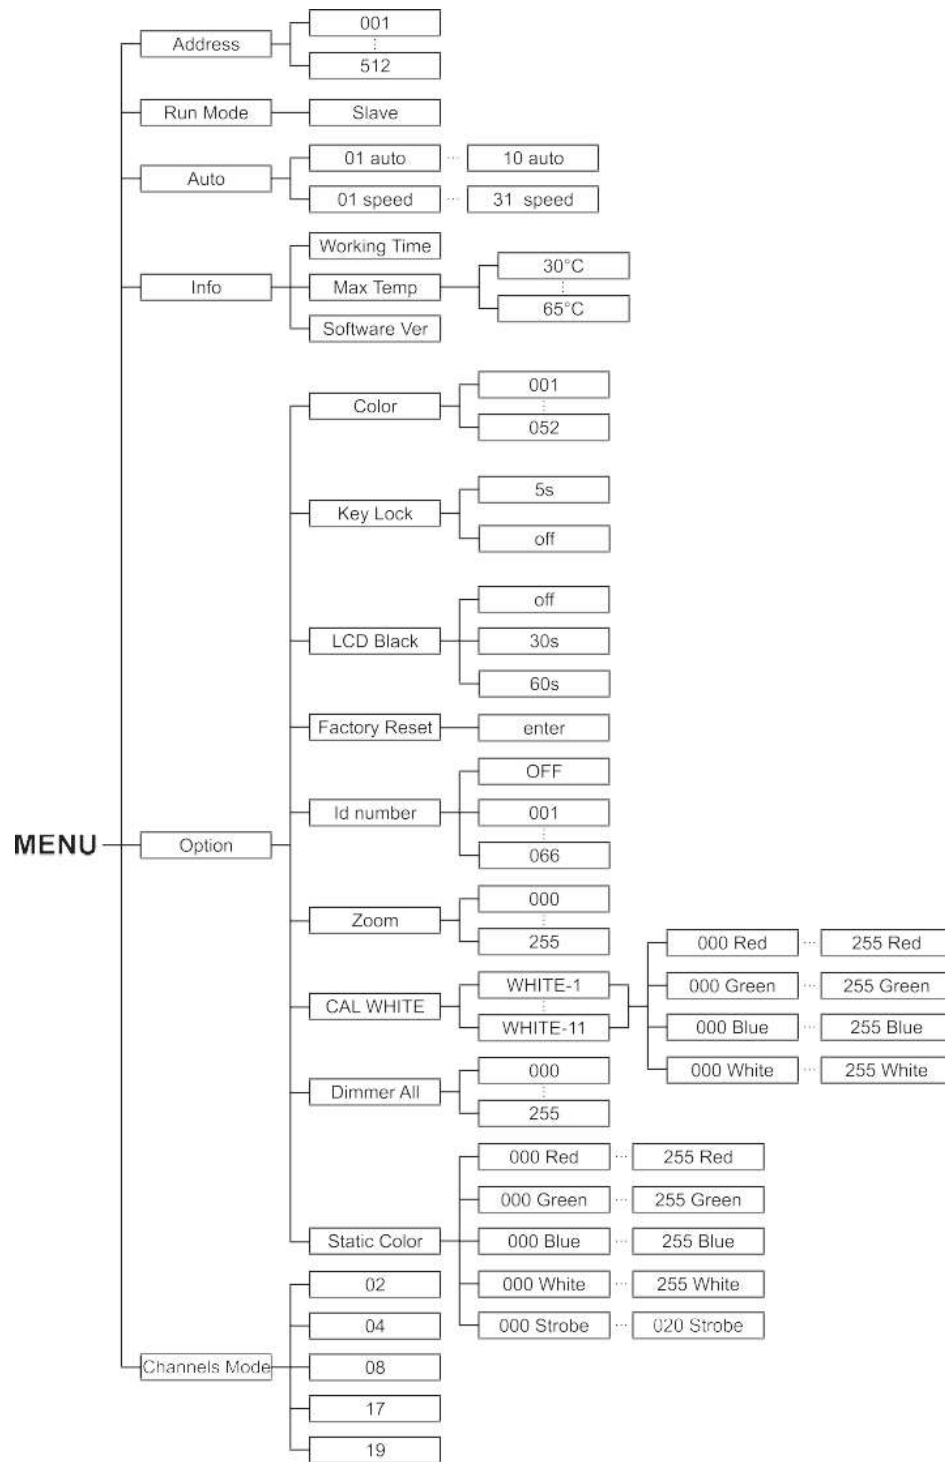 001
Address
512
Run Mode Slave
01 auto ... 10 auto
Auto
01 speed ... 31 speed
Working Time
30°C
Info Max Temp
65°C
Software Ver
001
Color
052
5s
Key Lock
off
off
LCD Black 30s
60s
Factory Reset enter
OFF
Id number 001
066
MENU Option
000
Zoom
255
000 Red ... 255 Red
WHITE-1 000 Green ... 255 Green
CAL WHITE
WHITE-11 000 Blue ... 255 Blue
000 White ... 255 White
000
Dimmer All
255
000 Red ... 255 Red
000 Green ... 255 Green
Static Color 000 Blue ... 255 Blue
02 000 White ... 255 White
04 000 Strobe ... 020 Strobe
Channels Mode 08
17
19